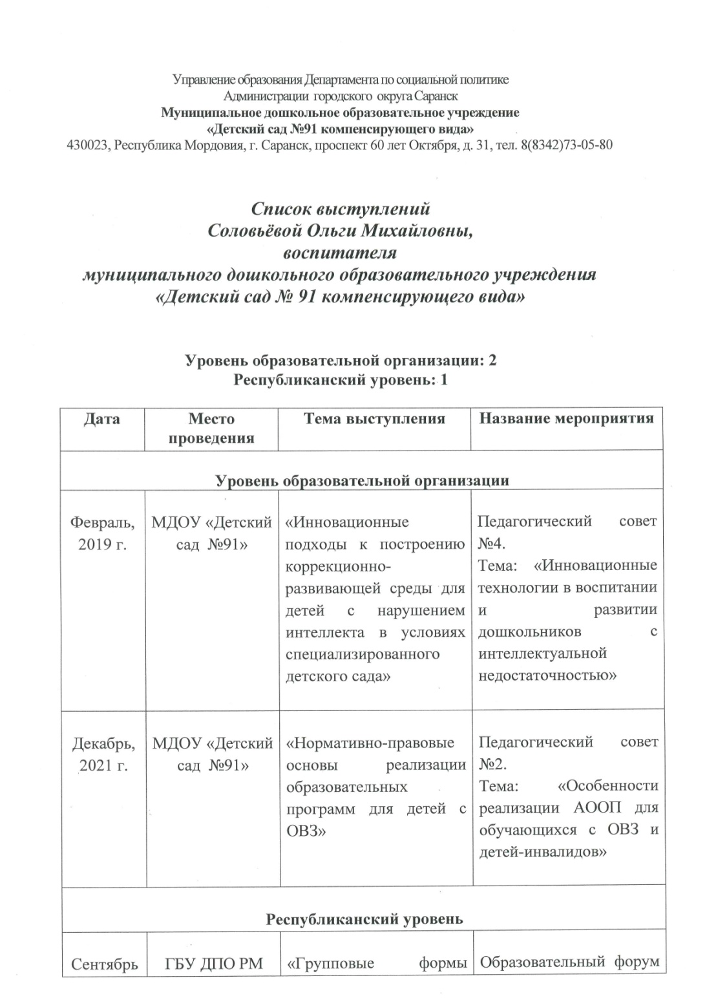 Управление образования Департамента по социальной политике
Администрации городского округа Саранск
Муниципальное дошкольное образовательное учреждение
«Детский сад №91 компенсирующего вида»
430023, Республика Мордовия, г. Саранск, проспект 60 лет Октября, д. 31, тел. 8(8342)73-05-80
Список выступлений
Соловьёвой Ольги Михайловны,
воспитателя
муниципального дошкольного образовательного учреждения
«Детский сад № 91 компенсирующего вида»
Уровень образовательной организации: 2
Республиканский уровень: 1
Дата
Место
проведения
Тема выступления
Название мероприятия
Уровень образовательной организации
Февраль,
2019 г.
МДОУ «Детский
сад №91»
«Инновационные
подходы к построению
коррекционно-
развивающей среды для
детей с нарушением
интеллекта в условиях
специализированного
детского сада»
Педагогический совет
№4.
Тема: «Инновационные
технологии в воспитании
и развитии
дошкольников с
интеллектуальной
недостаточностью»
Декабрь,
2021 г.
МДОУ «Детский
сад №91»
«Нормативно-правовые
основы реализации
образовательных
программ для детей с
ОВЗ»
Педагогический совет
№2.
Тема: «Особенности
реализации АООП для
обучающихся с ОВЗ и
детей-инвалидов»
Республиканский уровень
Сентябрь
ГБУ ДПО РМ
«Групповые формы
Образовательный форум